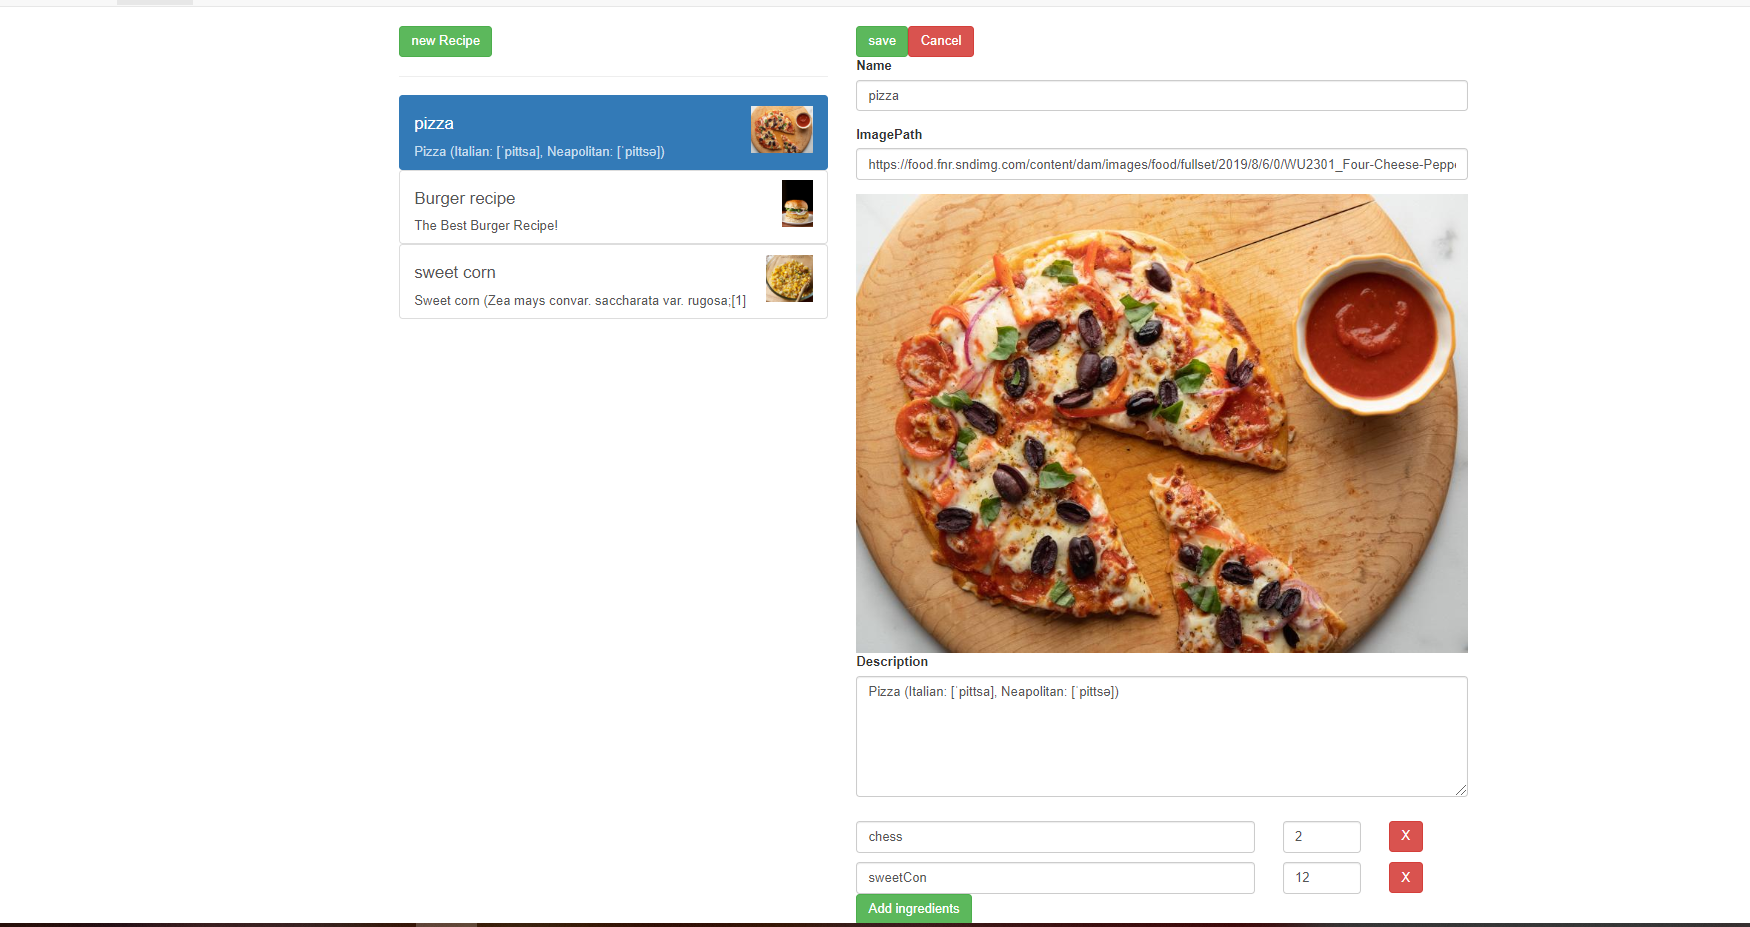 new Recipe
pizza
Pizza (Italian: [ˈpittsa], Neapolitan: [ˈpittsə])
Burger recipe
The Best Burger Recipe!
sweet corn
Sweet corn (Zea mays convar. saccharata var. rugosa;[1]
save Cancel
Name
pizza
ImagePath
https://food.fnr.sndimg.com/content/dam/images/food/fullset/2019/8/6/0/WU2301_Four-Cheese-Pepp
Description
Pizza (Italian: [ˈpittsa], Neapolitan: [ˈpittsə])
chess 2 X
sweetCon 12 X
Add ingredients